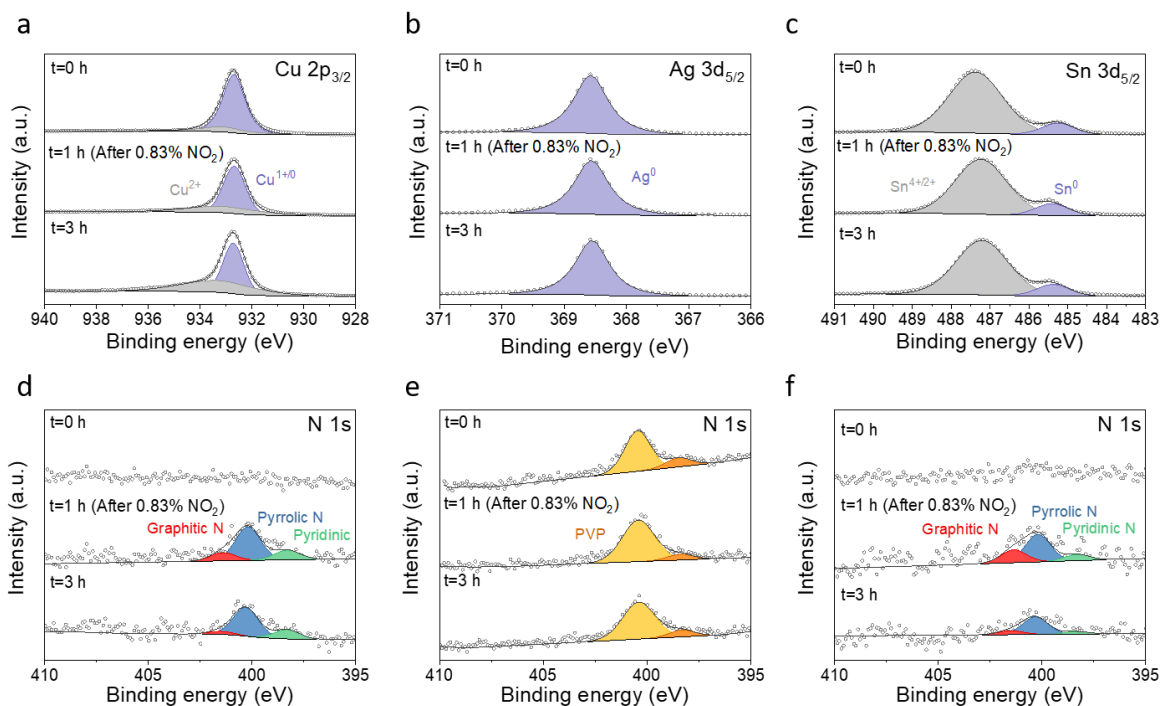 a
t=0 h
Cu 2p3/2
t=1 h (After 0.83% NO2)
Cu2+
Cu1+/0
t=3 h
Intensity (a.u.)
940 938 936 934 932 930 928
Binding energy (eV)
b
t=0 h
Ag 3d5/2
t=1 h (After 0.83% NO2)
Ag0
t=3 h
Intensity (a.u.)
371 370 369 368 367 366
Binding energy (eV)
c
t=0 h
Sn 3d5/2
t=1 h (After 0.83% NO2)
Sn4+/2+
Sn0
t=3 h
Intensity (a.u.)
491 490 489 488 487 486 485 484 483
Binding energy (eV)
d
t=0 h
N 1s
t=1 h (After 0.83% NO2)
Graphitic N
Pyrrolic N
Pyridinic
t=3 h
Intensity (a.u.)
410 405 400 395
Binding energy (eV)
e
t=0 h
N 1s
t=1 h (After 0.83% NO2)
PVP
t=3 h
Intensity (a.u.)
410 405 400 395
Binding energy (eV)
f
t=0 h
N 1s
t=1 h (After 0.83% NO2)
Graphitic N
Pyrrolic N
Pyridinic N
t=3 h
Intensity (a.u.)
410 405 400 395
Binding energy (eV)